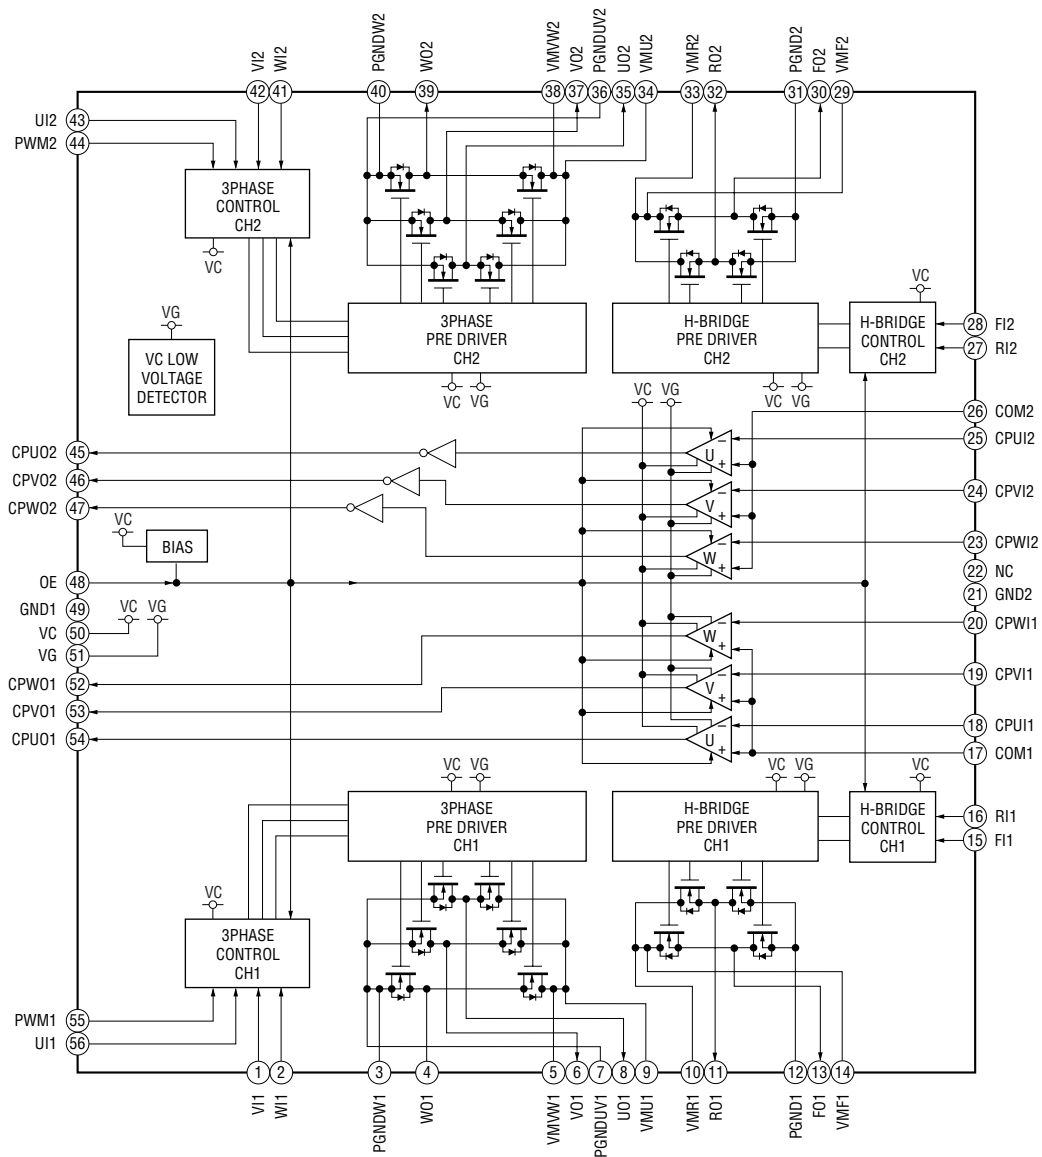 VI2
WI2
PGNDW2
WO2
VMVW2
VO2
PGNDUV2
UO2
VMU2
VMR2
RO2
PGND2
FO2
VMF2
42 41 40 39 38 37 36 35 34 33 32 31 30 29
UI2 43
PWM2 44
3PHASE
CONTROL
CH2
VC
VG
VC LOW
VOLTAGE
DETECTOR
3PHASE
PRE DRIVER
CH2
VC VG
H-BRIDGE
PRE DRIVER
CH2
VC VG
VC
H-BRIDGE
CONTROL
CH2
28 FI2
27 RI2
VC VG
26 COM2
25 CPUI2
CPUO2 45
U
− +
CPVO2 46
V
− +
24 CPVI2
CPWO2 47
W
− +
23 CPWI2
VC
BIAS
22 NC
OE 48
21 GND2
GND1 49
VC VG
VC 50
VG 51
20 CPWI1
W
− +
CPWO1 52
19 CPVI1
V
− +
CPVO1 53
18 CPUI1
U
− +
CPUO1 54
17 COM1
VC VG
3PHASE
PRE DRIVER
CH1
VC VG
H-BRIDGE
PRE DRIVER
CH1
VC
H-BRIDGE
CONTROL
CH1
16 RI1
15 FI1
VC
3PHASE
CONTROL
CH1
PWM1 55
UI1 56
1 2 3 4 5 6 7 8 9 10 11 12 13 14
VI1
WI1
PGNDW1
WO1
VMVW1
VO1
PGNDUV1
UO1
VMU1
VMR1
RO1
PGND1
FO1
VMF1